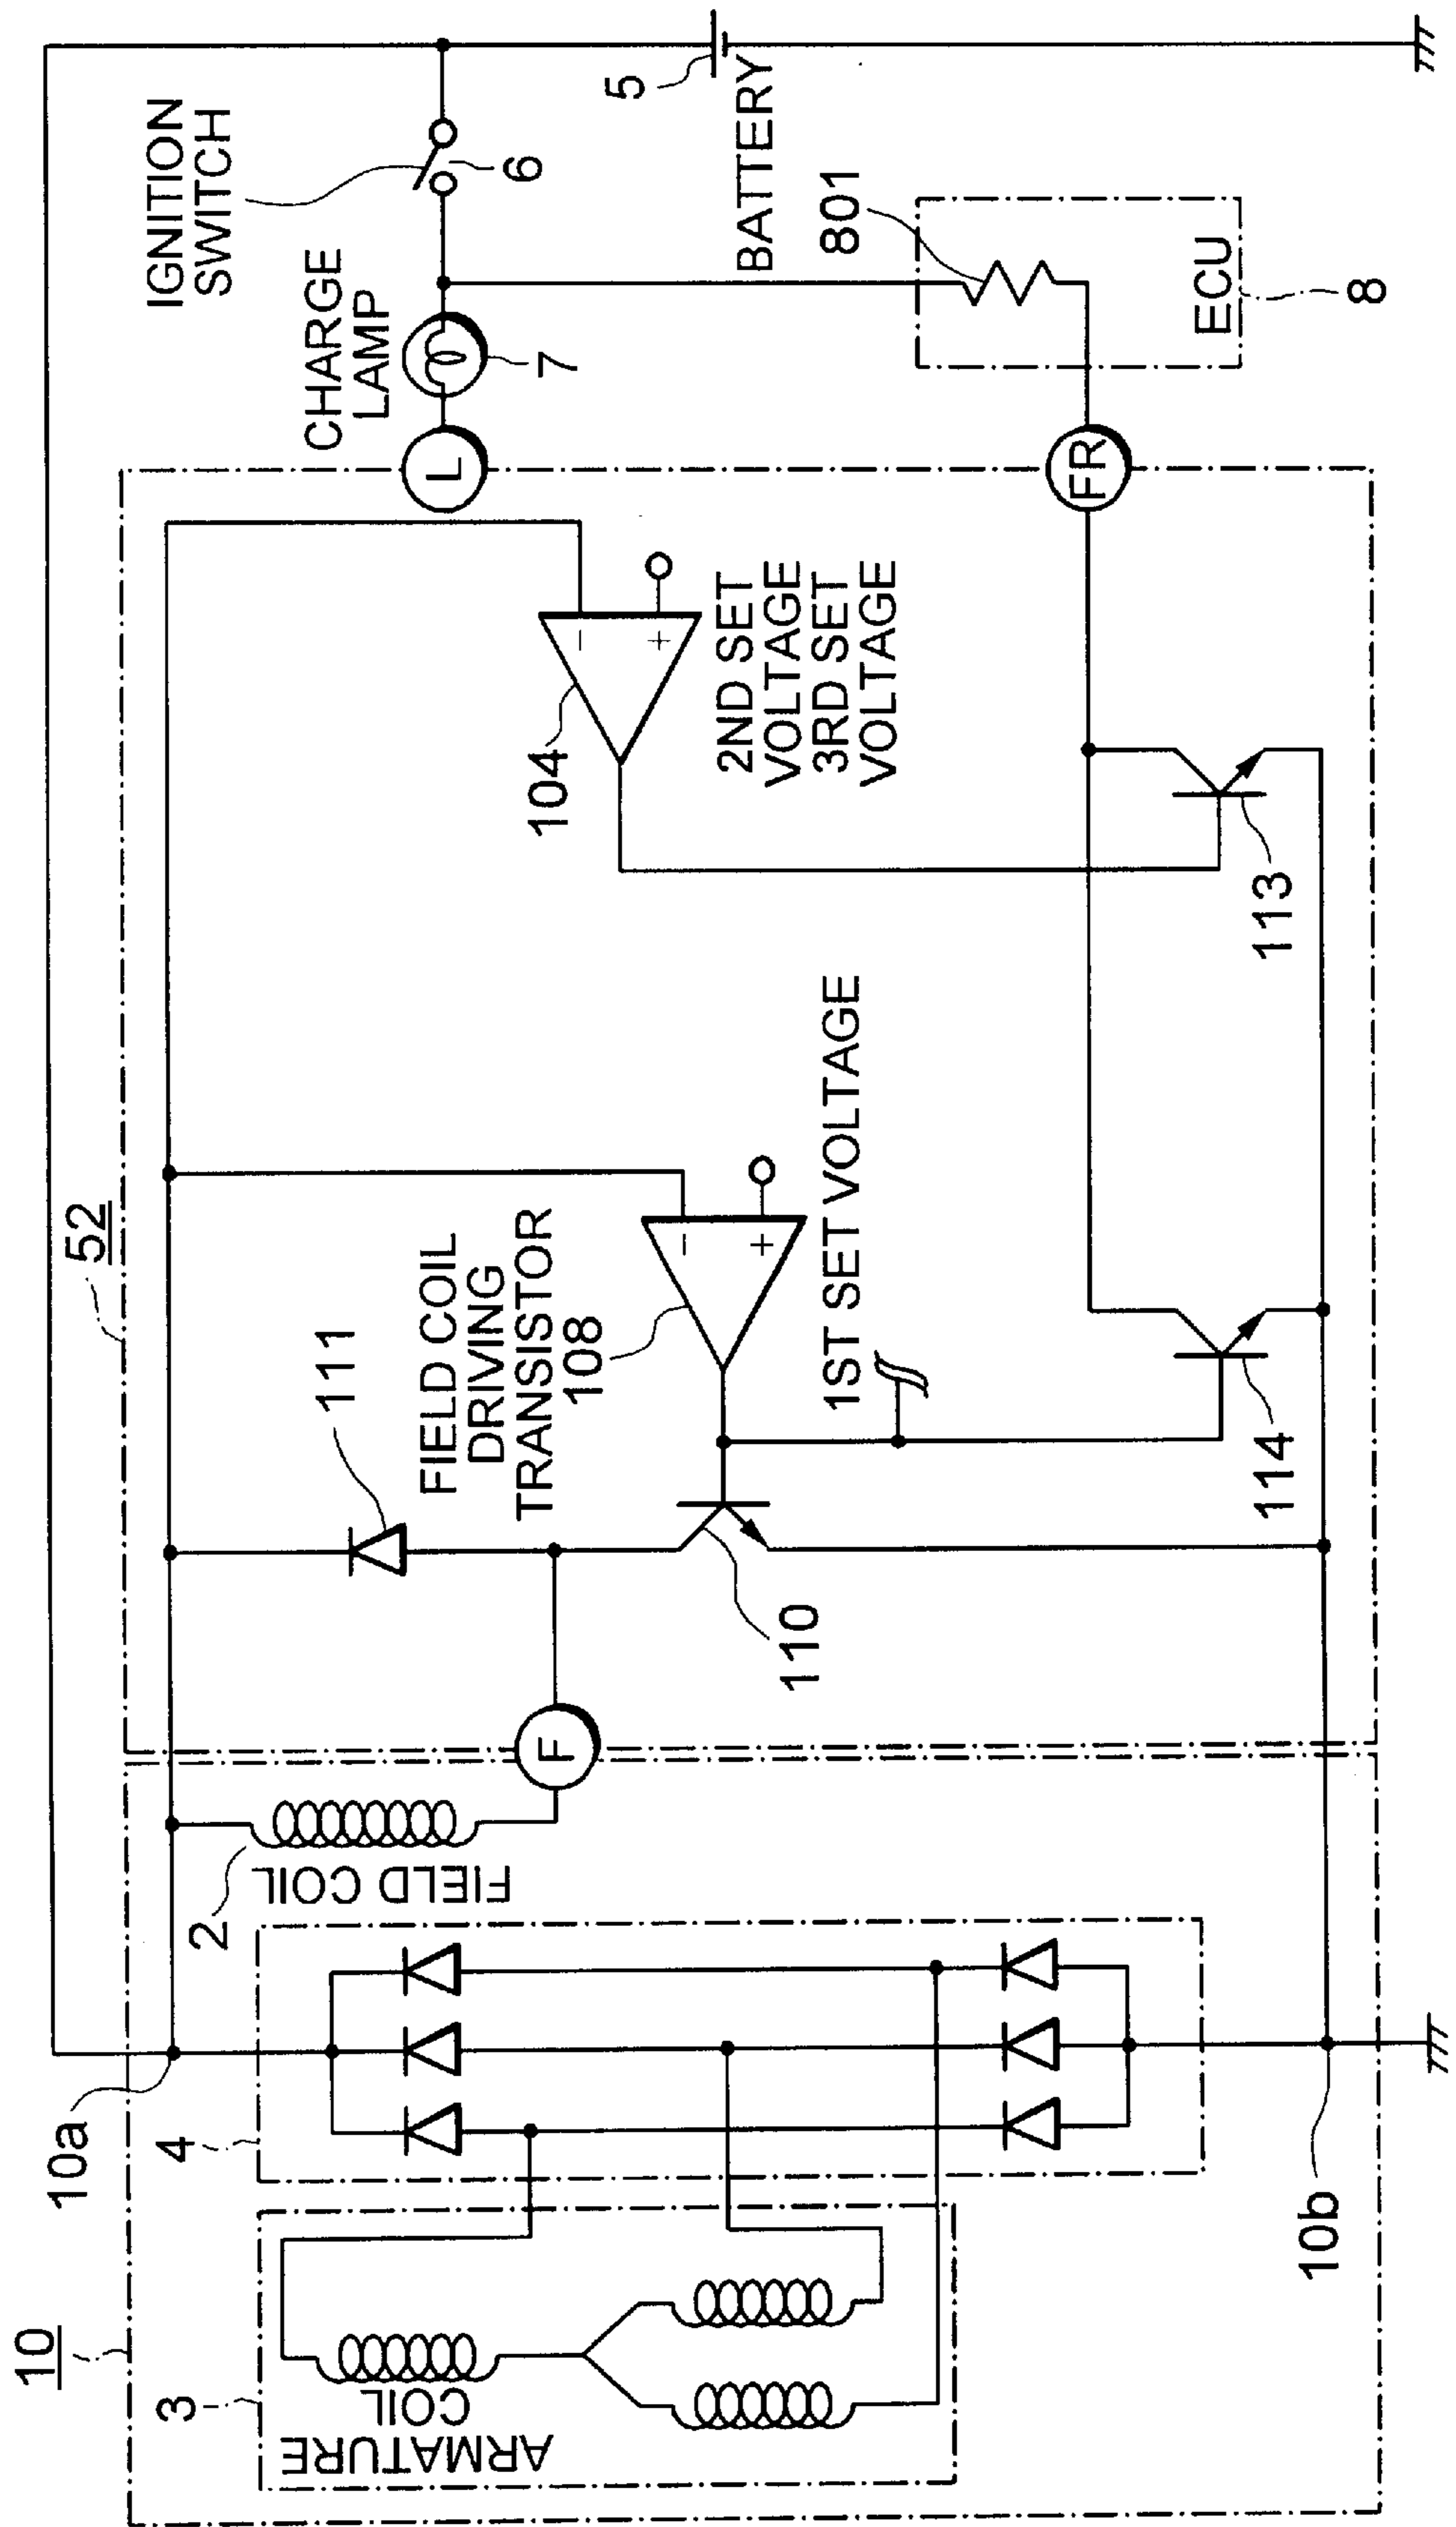 10
52
10a
3
ARMATURE
COIL
4
2
FIELD COIL
F
10b
111
FIELD COIL
DRIVING
TRANSISTOR
108
-
+
110
1ST SET VOLTAGE
114
104
-
+
2ND SET
VOLTAGE
3RD SET
VOLTAGE
113
L
FR
CHARGE
LAMP
7
IGNITION
SWITCH
6
5
BATTERY
801
ECU
8